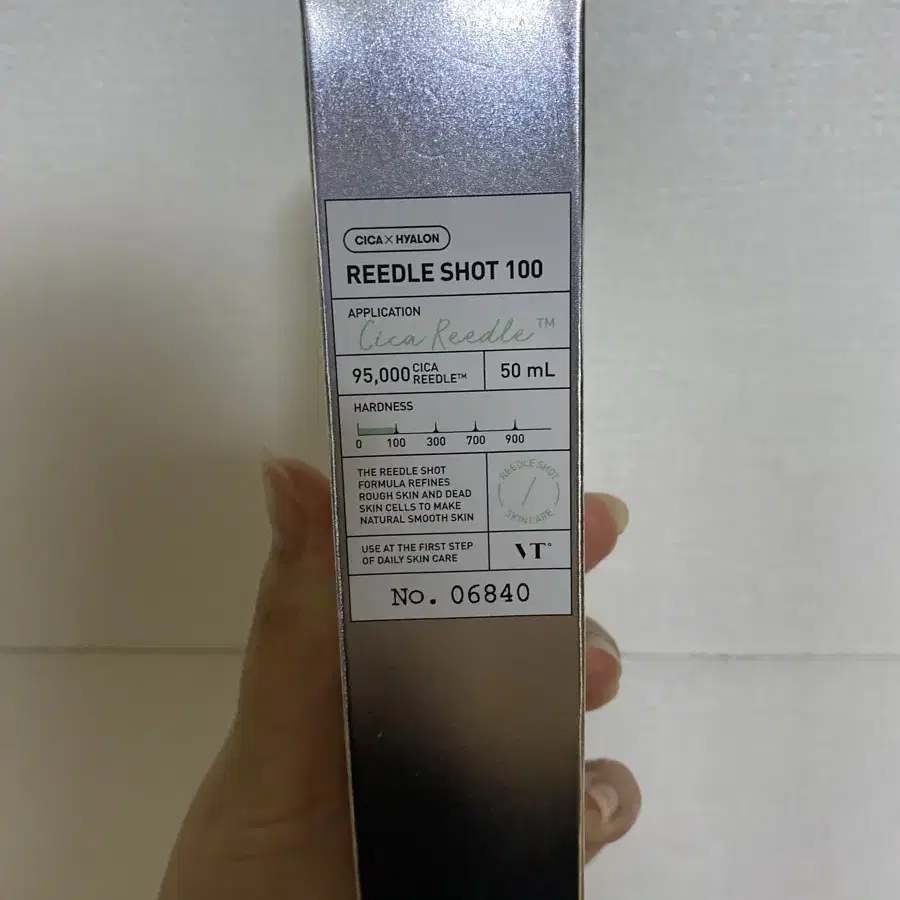 CICA×HYALON
REEDLE SHOT 100
APPLICATION
Cica Reedle™
95,000 CICA REEDLE™
50 mL
HARDNESS
0 100 300 700 900
THE REEDLE SHOT
FORMULA REFINES
ROUGH SKIN AND DEAD
SKIN CELLS TO MAKE
NATURAL SMOOTH SKIN
REEDLE SHOT
SKIN CARE
USE AT THE FIRST STEP
OF DAILY SKIN CARE
VT°
No. 06840